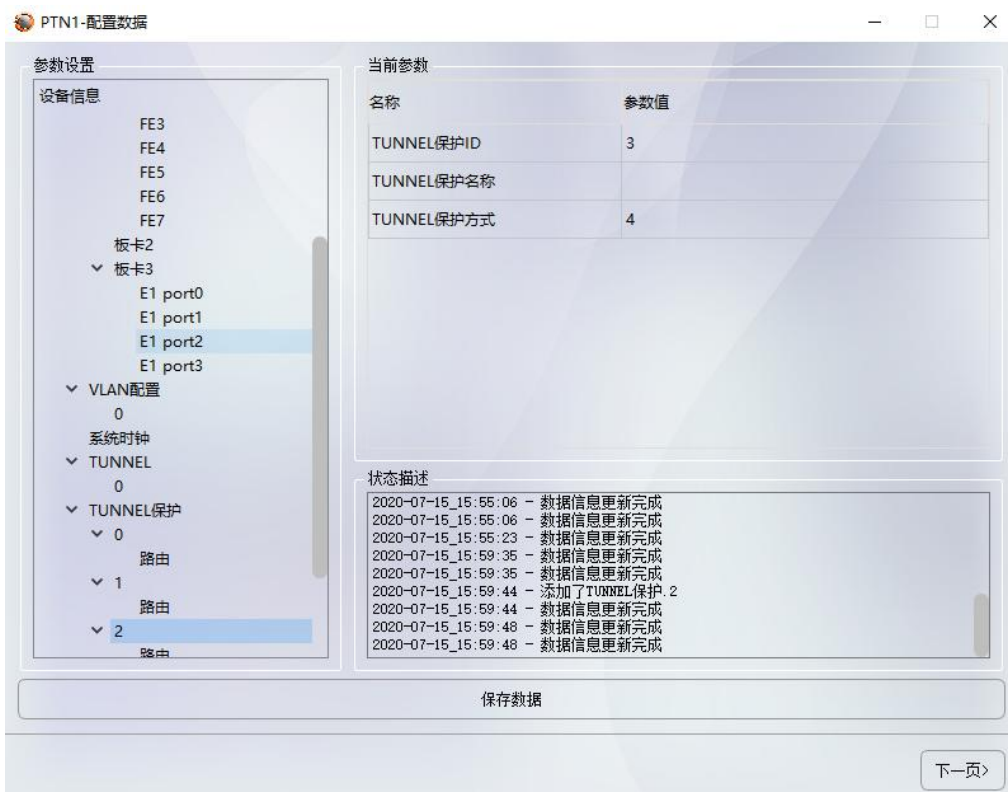 PTN1-配置数据
参数设置
设备信息
FE3
FE4
FE5
FE6
FE7
板卡2
板卡3
E1 port0
E1 port1
E1 port2
E1 port3
VLAN配置
0
系统时钟
TUNNEL
0
TUNNEL保护
0
路由
1
路由
2
路由
当前参数
名称 参数值
TUNNEL保护ID 3
TUNNEL保护名称
TUNNEL保护方式 4
状态描述
2020-07-15_15:55:06 - 数据信息更新完成
2020-07-15_15:55:06 - 数据信息更新完成
2020-07-15_15:55:23 - 数据信息更新完成
2020-07-15_15:59:35 - 数据信息更新完成
2020-07-15_15:59:35 - 数据信息更新完成
2020-07-15_15:59:44 - 添加了TUNNEL保护.2
2020-07-15_15:59:44 - 数据信息更新完成
2020-07-15_15:59:48 - 数据信息更新完成
2020-07-15_15:59:48 - 数据信息更新完成
保存数据
下一页>